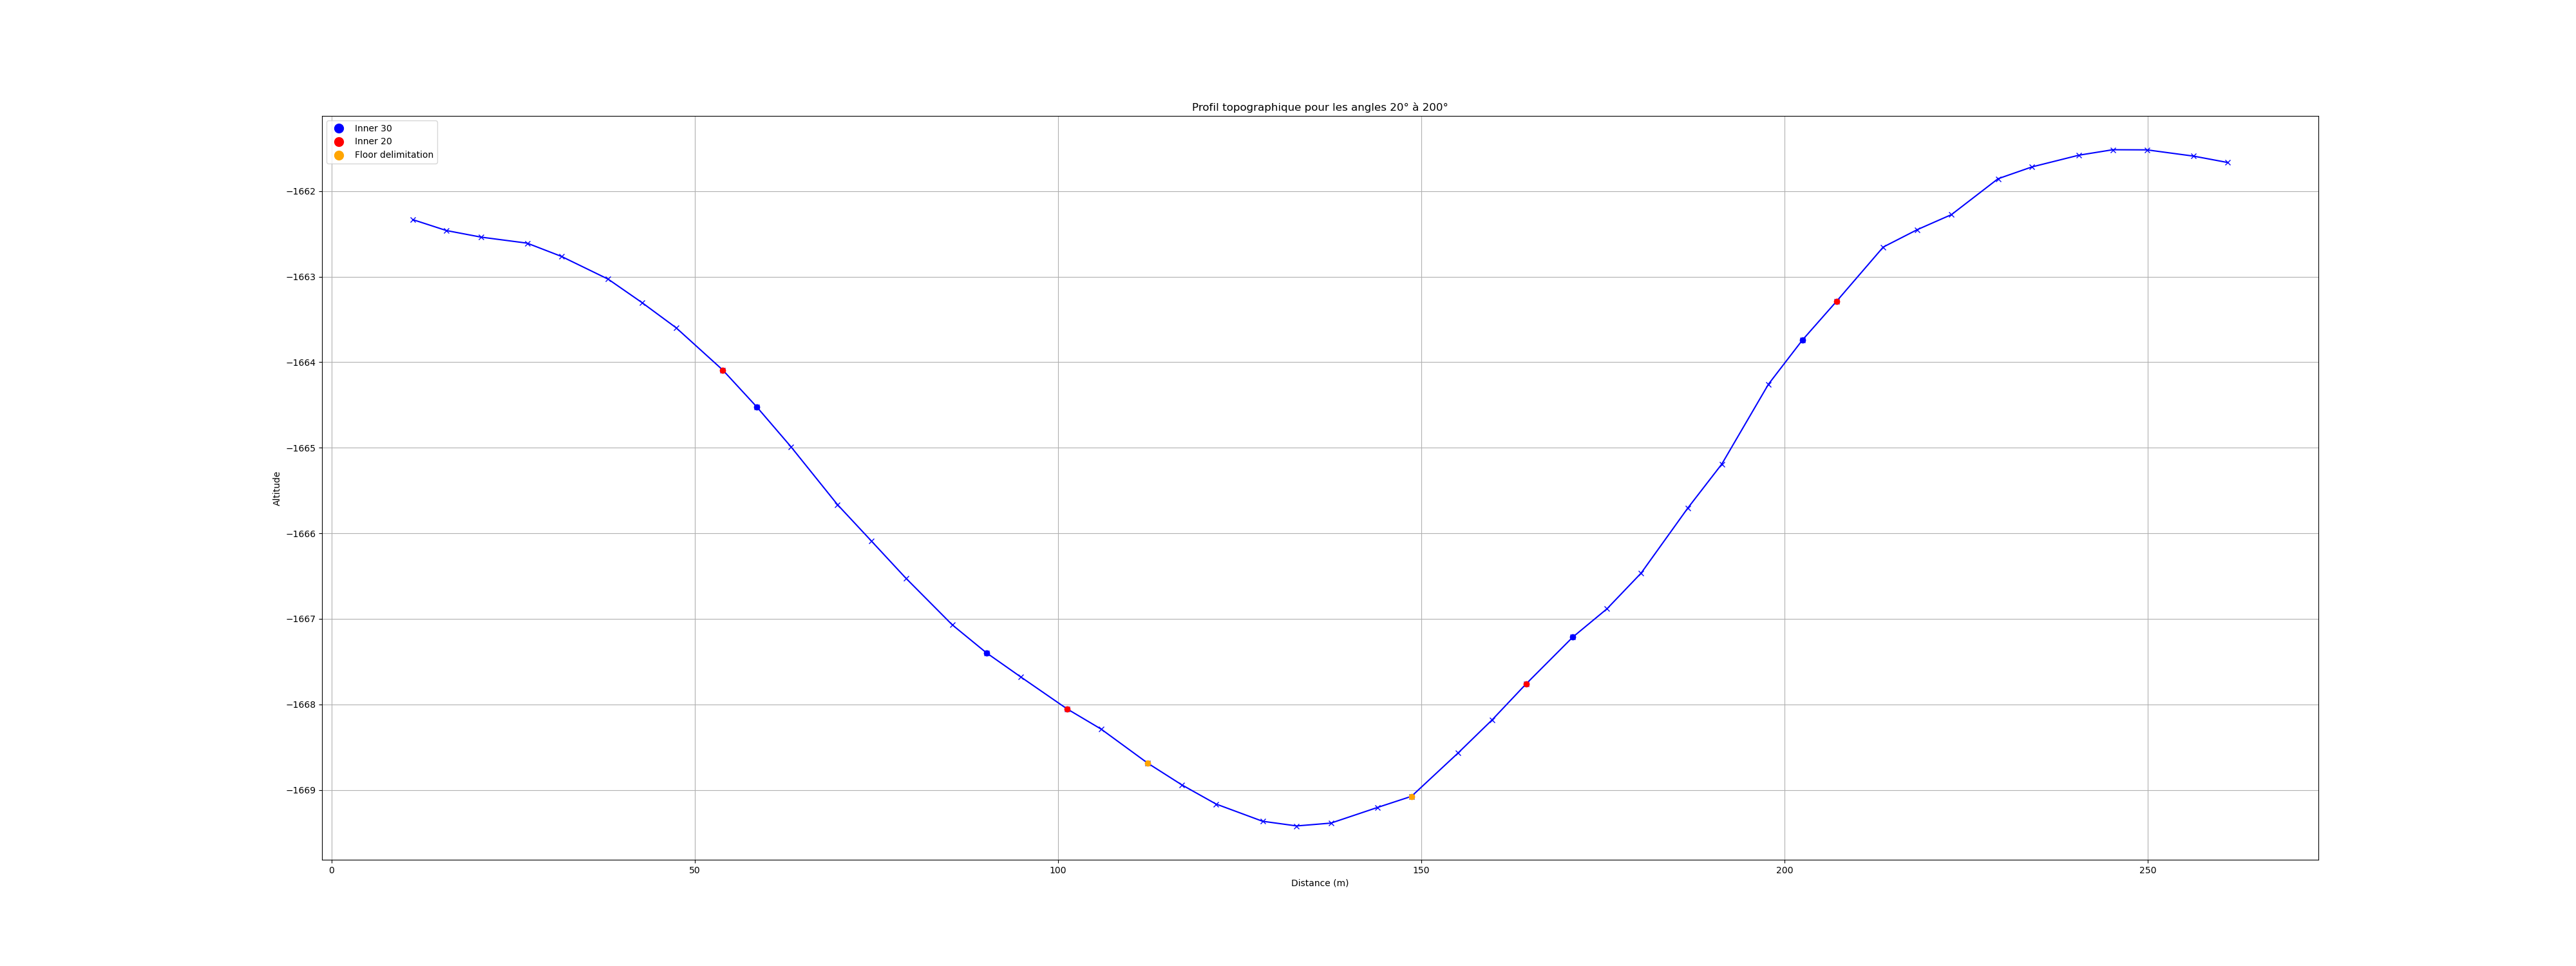 Profil topographique pour les angles 20° à 200°
Inner 30
Inner 20
Floor delimitation
−1662
−1663
−1664
−1665
−1666
−1667
−1668
−1669
Altitude
0 50 100 150 200 250
Distance (m)